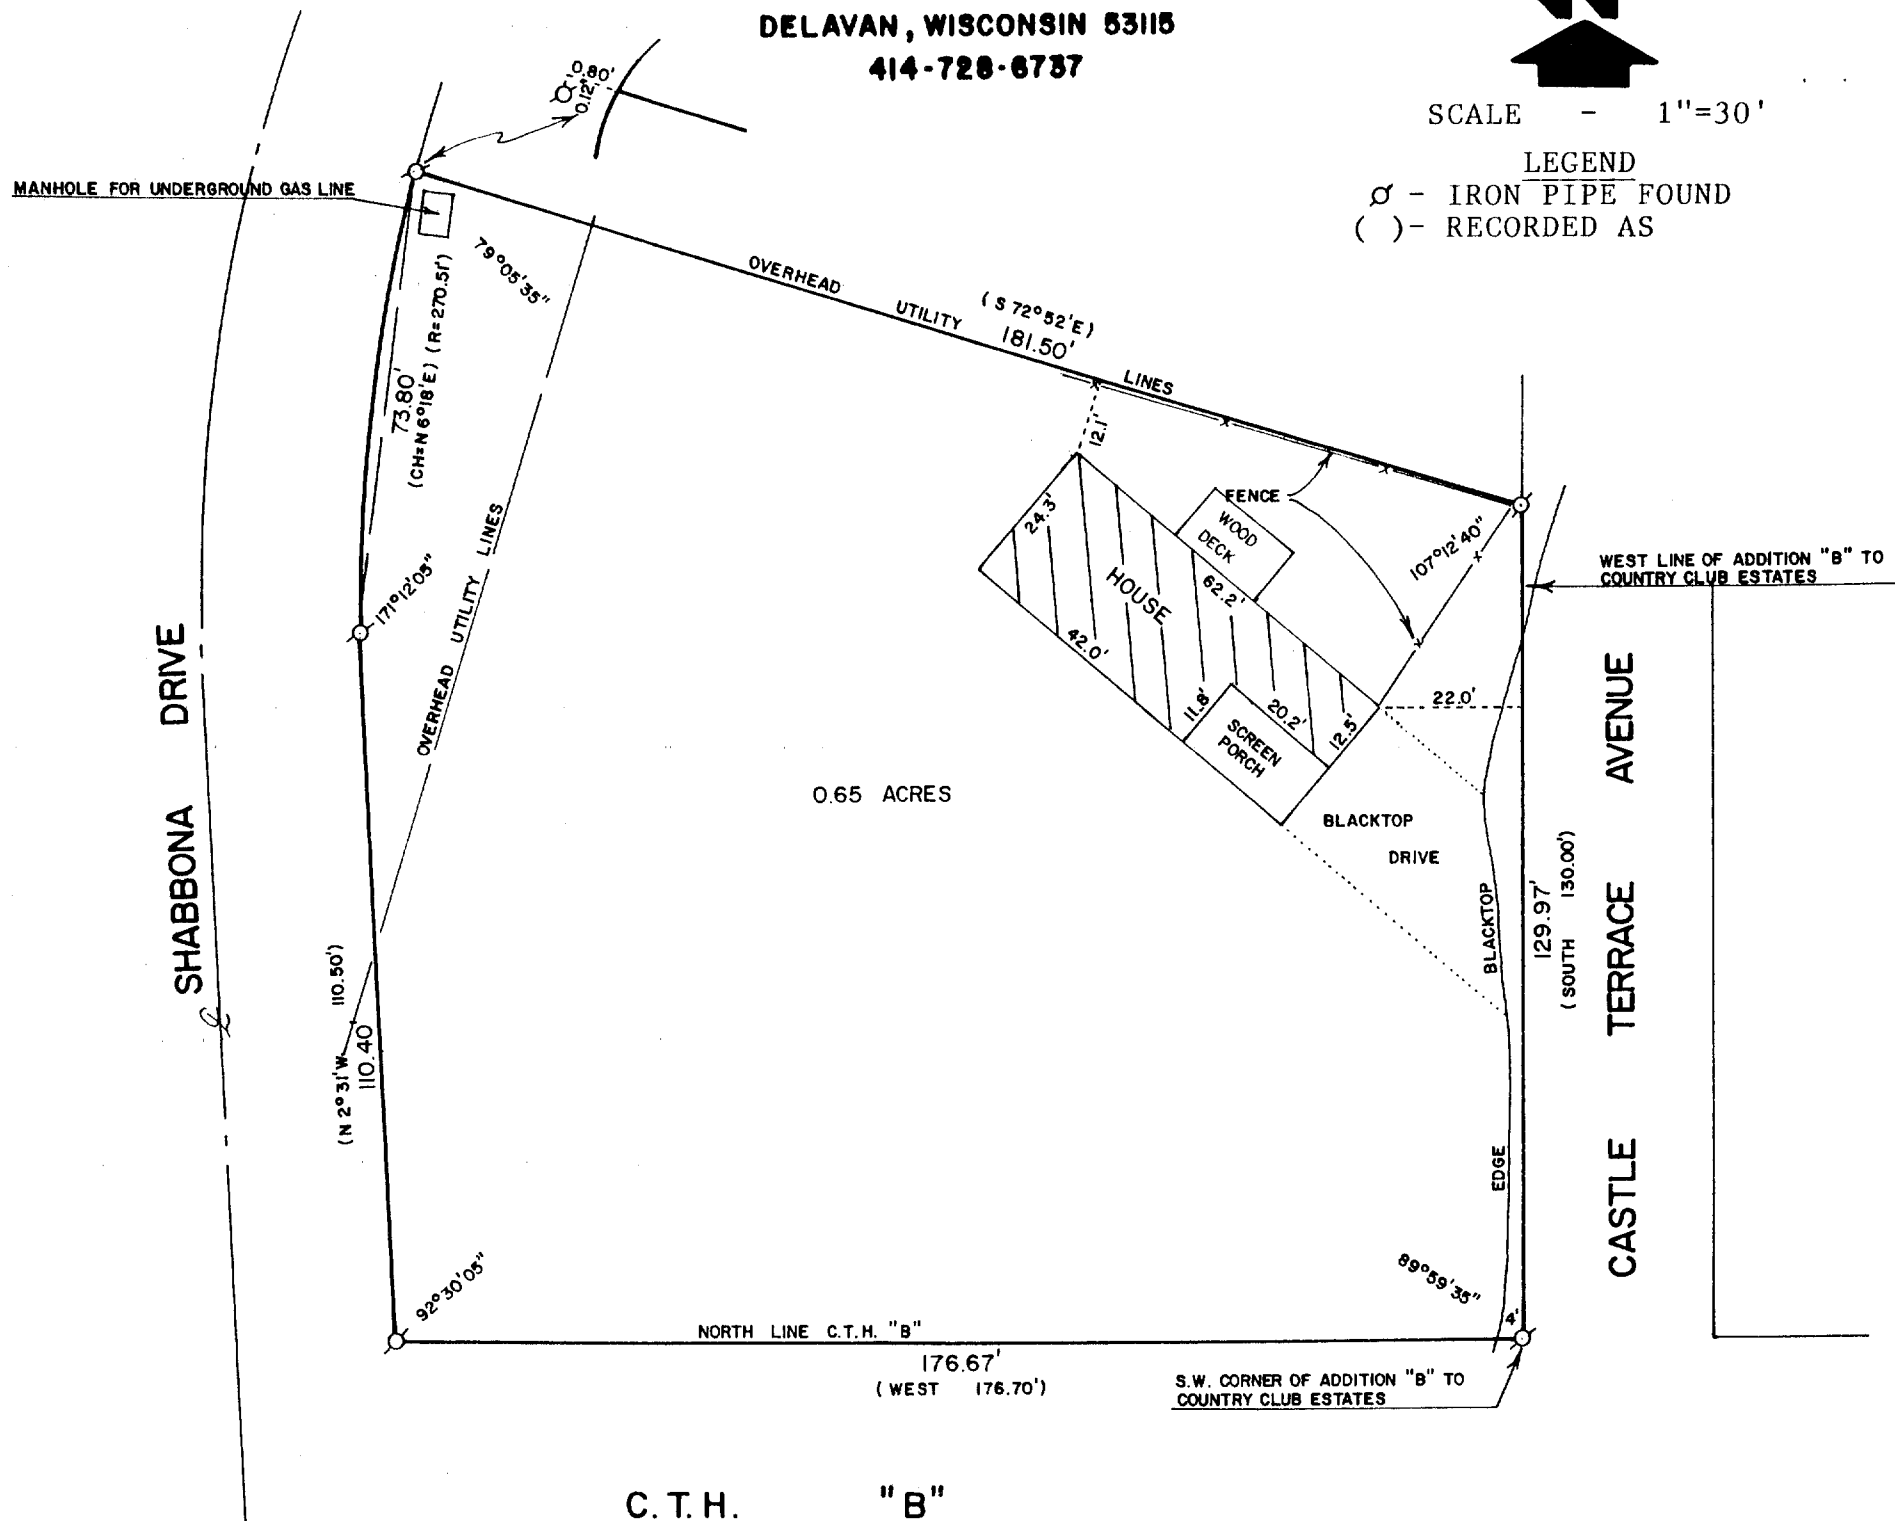 DELAVAN, WISCONSIN 53115
414-728-6737
SCALE - 1"=30'
LEGEND
Ø - IRON PIPE FOUND
( ) - RECORDED AS
0.80'
0.12'
MANHOLE FOR UNDERGROUND GAS LINE
79°05'35"
73.80'
(CH=N6°18'E) (R=270.51')
OVERHEAD UTILITY LINES
(S 72°52'E)
181.50'
12.1'
FENCE
WOOD
DECK
24.3'
HOUSE
62.2'
42.0'
11.8'
20.2'
12.5'
SCREEN
PORCH
107°12'40"
WEST LINE OF ADDITION "B" TO
COUNTRY CLUB ESTATES
171°12'05"
OVERHEAD UTILITY LINES
SHABBONA DRIVE
22.0'
0.65 ACRES
BLACKTOP
DRIVE
BLACKTOP
EDGE
129.97'
(SOUTH 130.00')
CASTLE TERRACE AVENUE
(N 2°31'W 110.50')
110.40
92°30'05"
89°59'35"
4'
NORTH LINE C.T.H. "B"
176.67'
(WEST 176.70')
S.W. CORNER OF ADDITION "B" TO
COUNTRY CLUB ESTATES
C.T.H. "B"